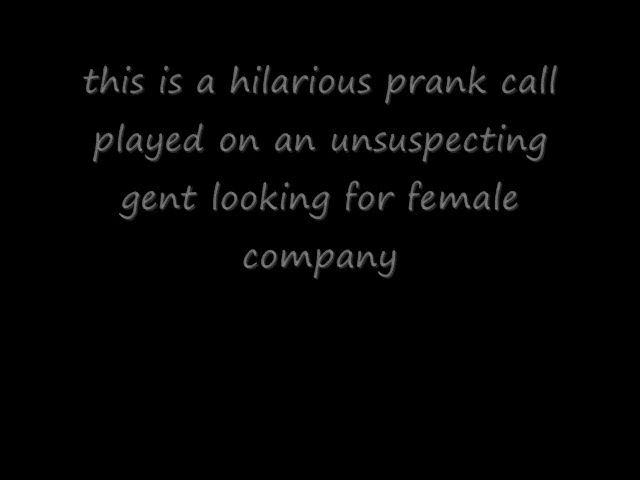 this is a hilarious prank call
played on an unsuspecting
gent looking for female
company